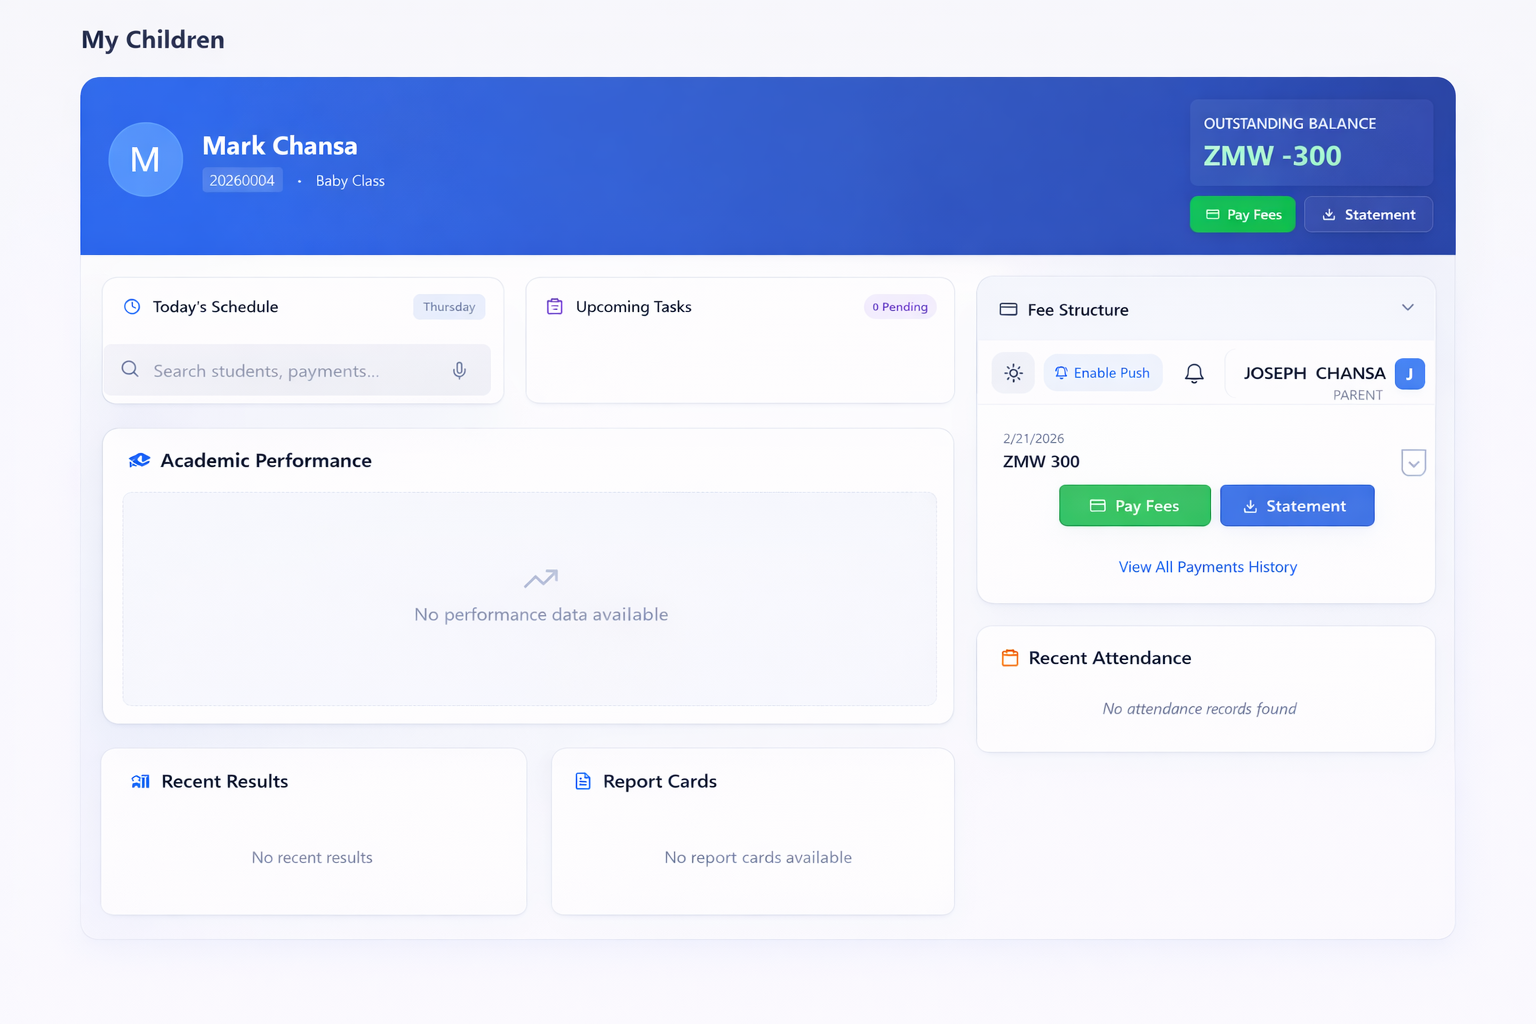 My Children
M
Mark Chansa
20260004 • Baby Class
OUTSTANDING BALANCE
ZMW -300
Pay Fees
Statement
Today's Schedule
Thursday
Search students, payments...
Upcoming Tasks
0 Pending
Fee Structure
Enable Push
JOSEPH CHANSA
PARENT
J
2/21/2026
ZMW 300
Pay Fees
Statement
View All Payments History
Academic Performance
No performance data available
Recent Attendance
No attendance records found
Recent Results
No recent results
Report Cards
No report cards available